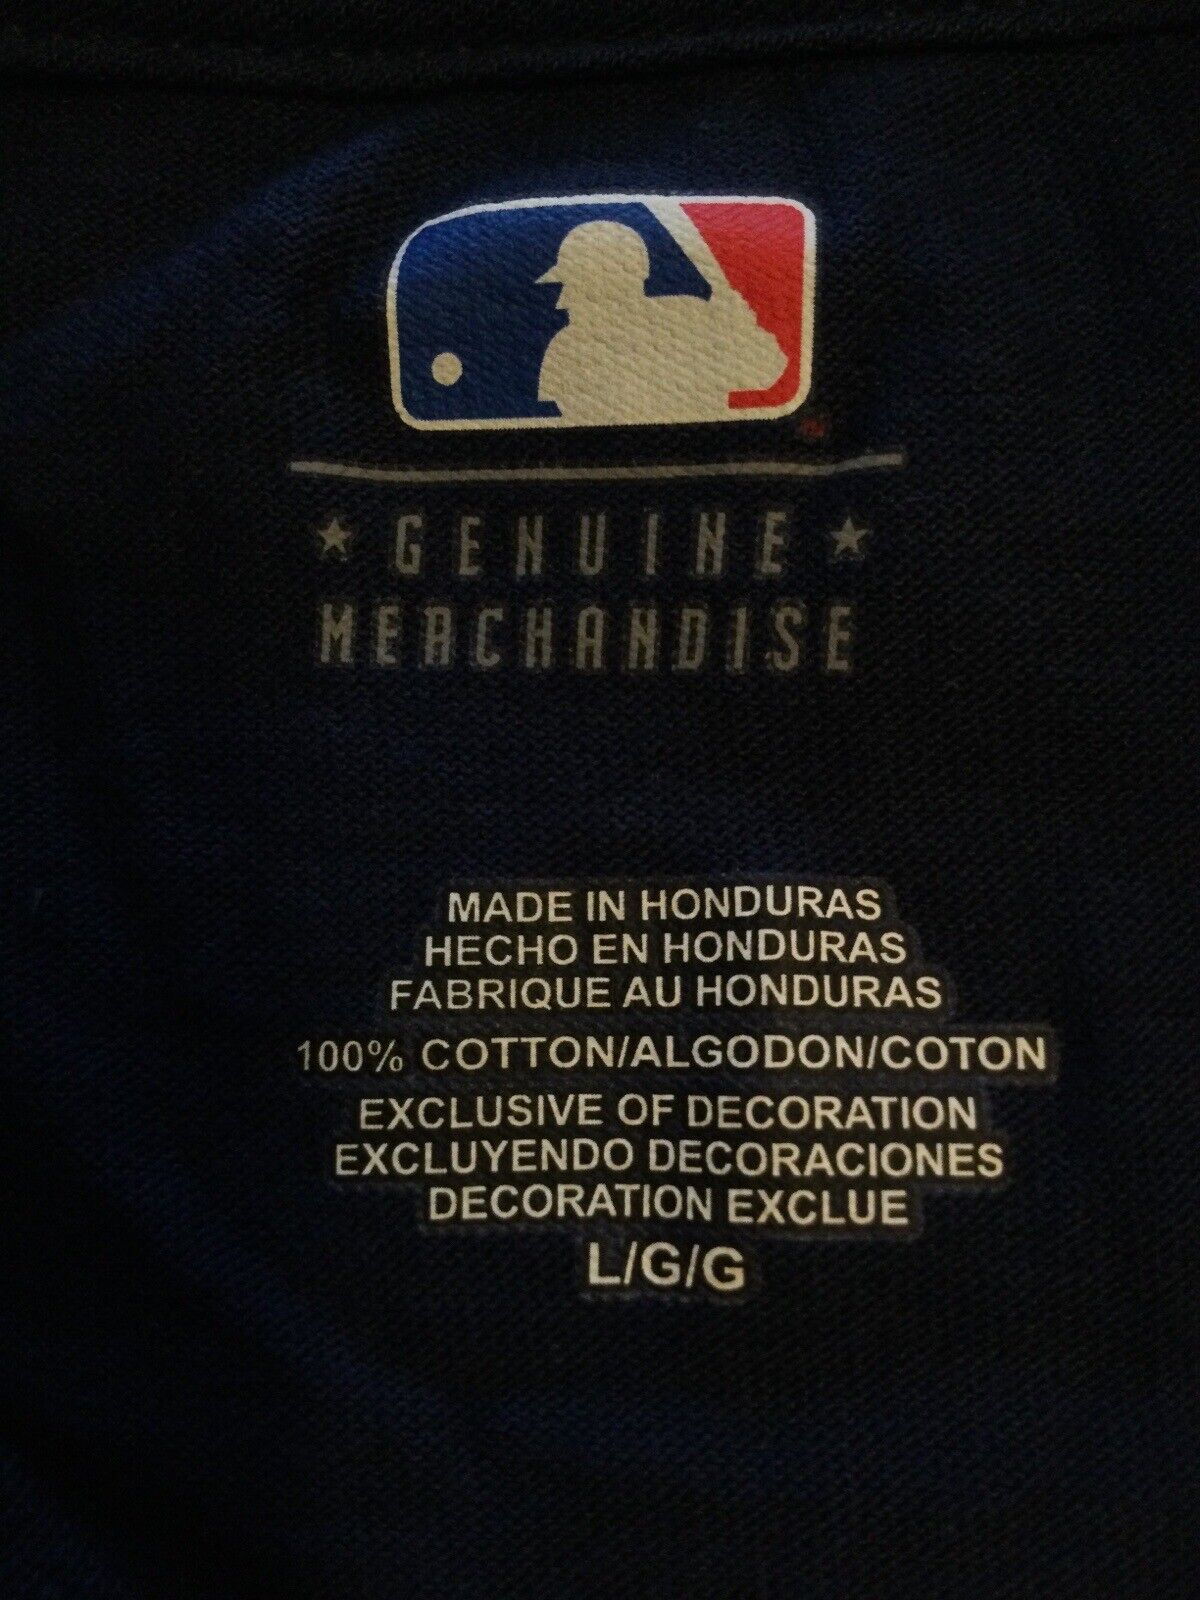 ★ GENUINE ★
MERCHANDISE
MADE IN HONDURAS
HECHO EN HONDURAS
FABRIQUE AU HONDURAS
100% COTTON/ALGODON/COTON
EXCLUSIVE OF DECORATION
EXCLUYENDO DECORACIONES
DECORATION EXCLUE
L/G/G